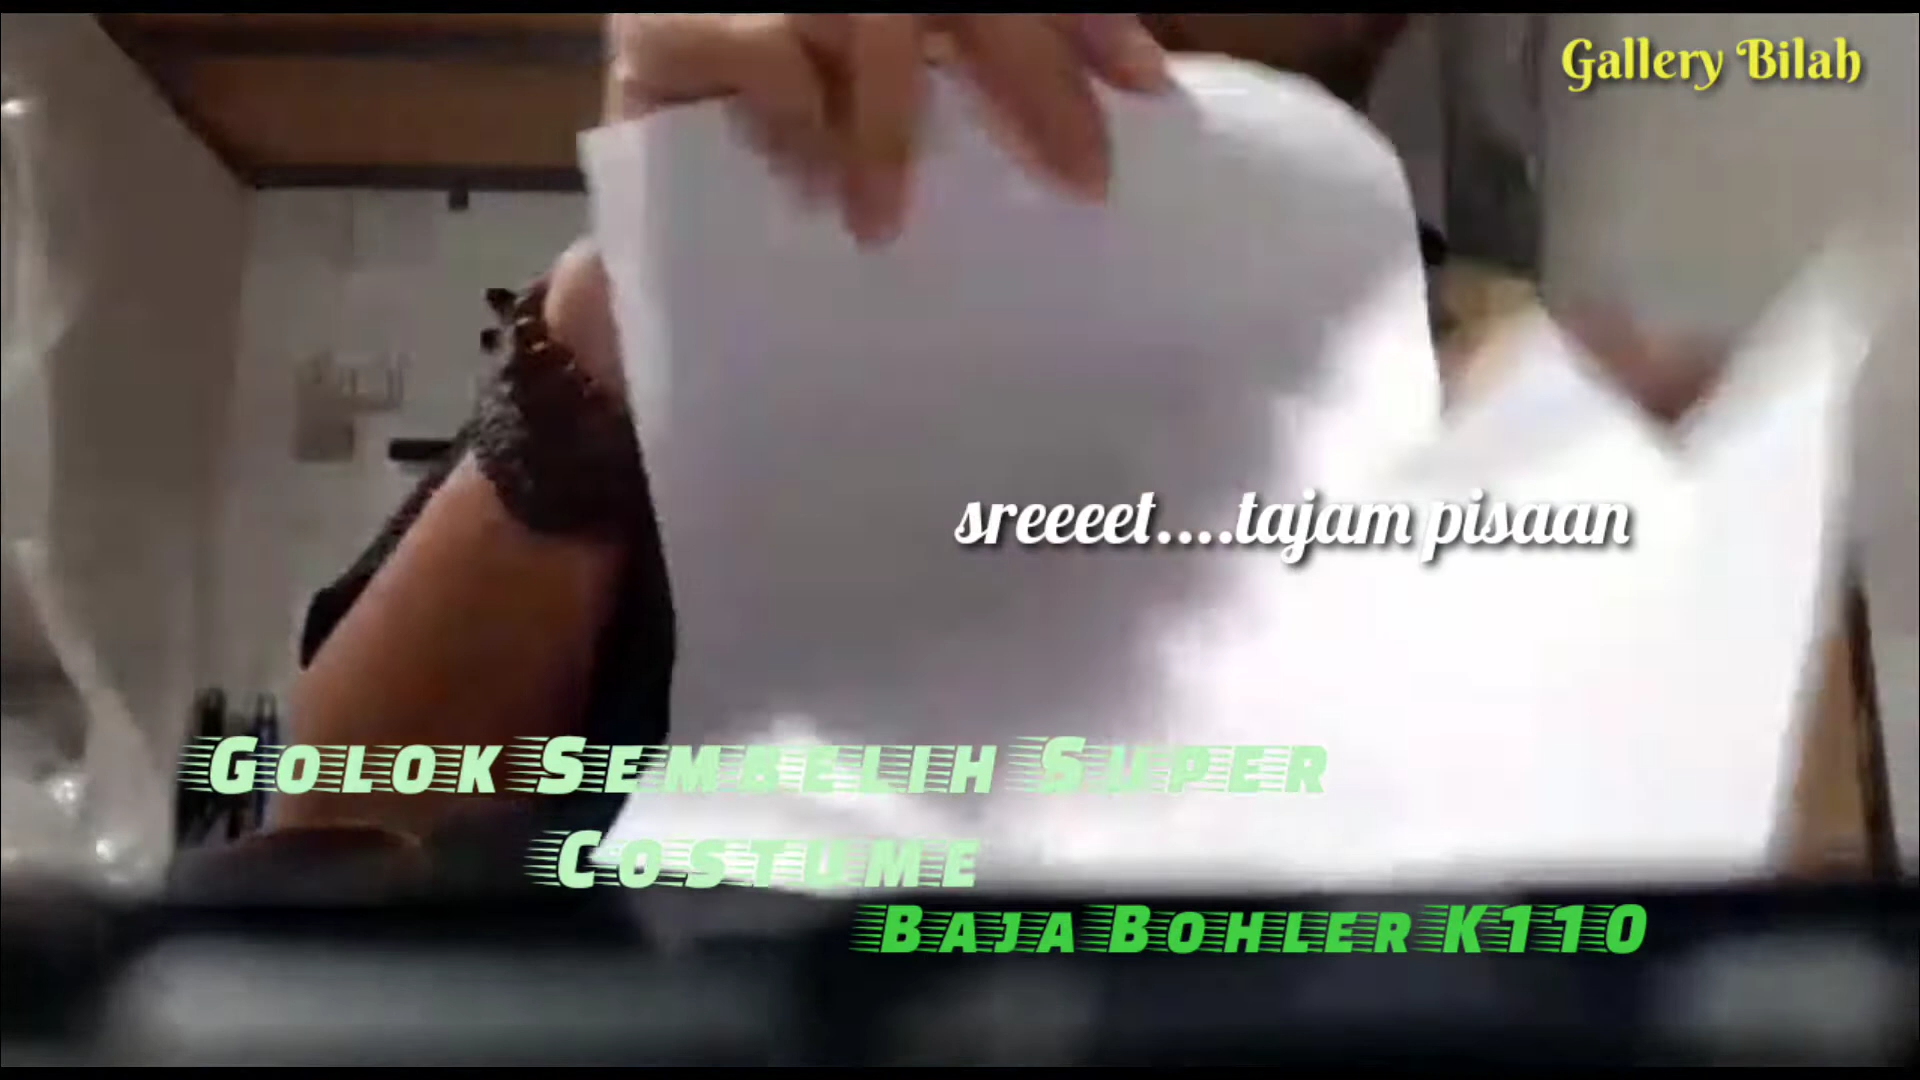 Gallery Bilah
sreeeet....tajam pisaan
Golok Sembelih Super
Costume
Baja Bohler K110